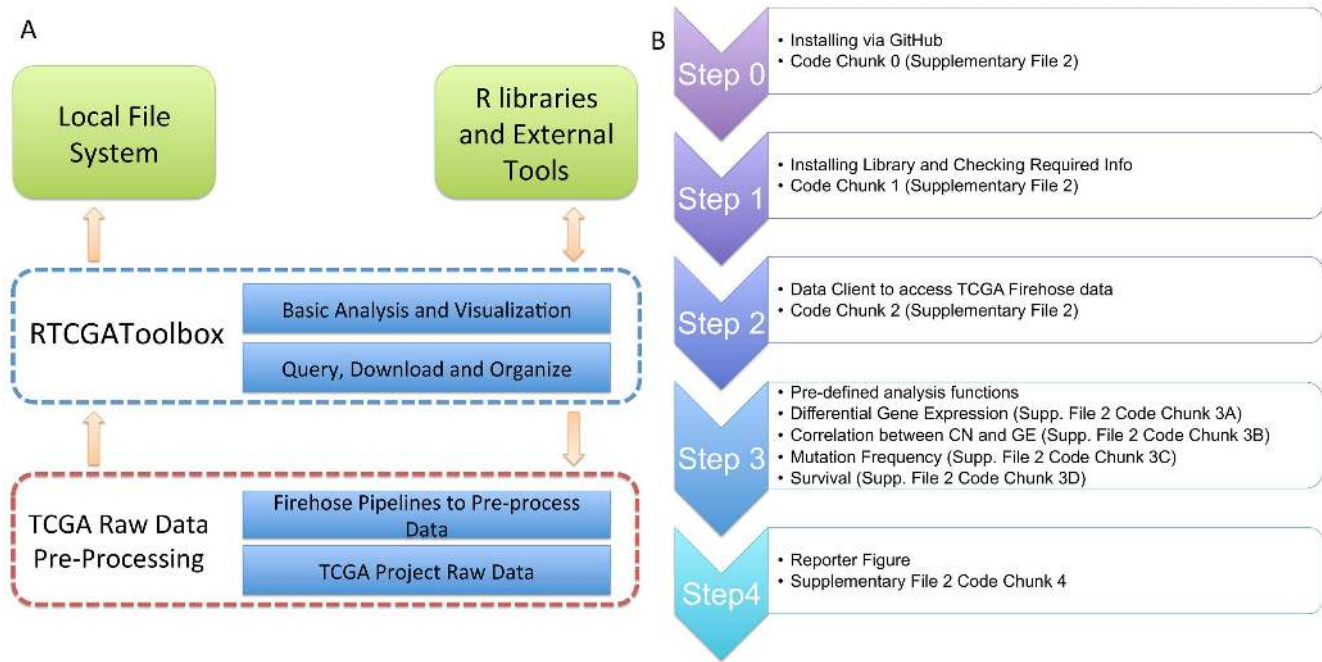 A
Local File
System
R libraries
and External
Tools
RTCGAToolbox
Basic Analysis and Visualization
Query, Download and Organize
TCGA Raw Data
Pre-Processing
Firehose Pipelines to Pre-process
Data
TCGA Project Raw Data
B
Step 0
• Installing via GitHub
• Code Chunk 0 (Supplementary File 2)
Step 1
• Installing Library and Checking Required Info
• Code Chunk 1 (Supplementary File 2)
Step 2
• Data Client to access TCGA Firehose data
• Code Chunk 2 (Supplementary File 2)
Step 3
• Pre-defined analysis functions
• Differential Gene Expression (Supp. File 2 Code Chunk 3A)
• Correlation between CN and GE (Supp. File 2 Code Chunk 3B)
• Mutation Frequency (Supp. File 2 Code Chunk 3C)
• Survival (Supp. File 2 Code Chunk 3D)
Step4
• Reporter Figure
• Supplementary File 2 Code Chunk 4